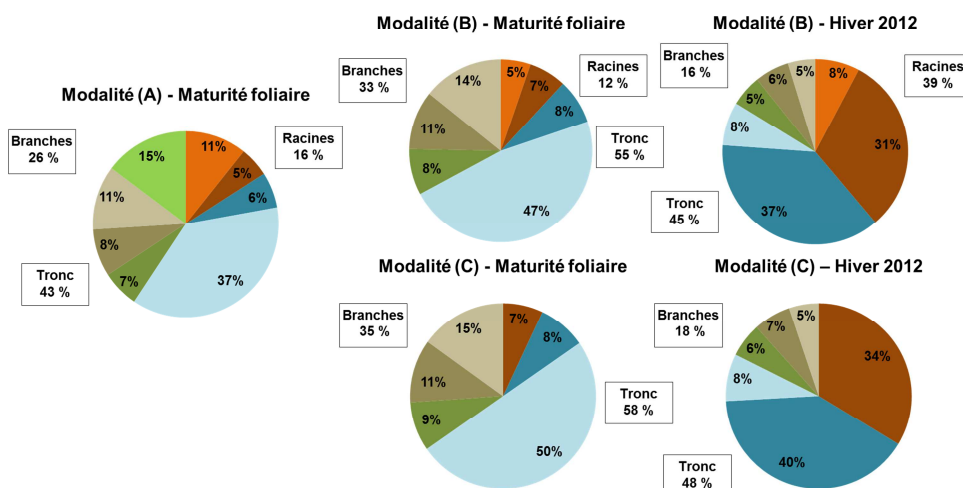 Modalité (A) - Maturité foliaire
Branches
26 %
Racines
16 %
Tronc
43 %
11%
5%
6%
37%
7%
8%
11%
15%
Modalité (B) - Maturité foliaire
Branches
33 %
Racines
12 %
Tronc
55 %
5%
7%
8%
47%
8%
11%
14%
Modalité (B) - Hiver 2012
Branches
16 %
Racines
39 %
Tronc
45 %
8%
31%
37%
8%
5%
6%
5%
Modalité (C) - Maturité foliaire
Branches
35 %
Tronc
58 %
7%
8%
50%
9%
11%
15%
Modalité (C) – Hiver 2012
Branches
18 %
Tronc
48 %
34%
40%
8%
6%
7%
5%